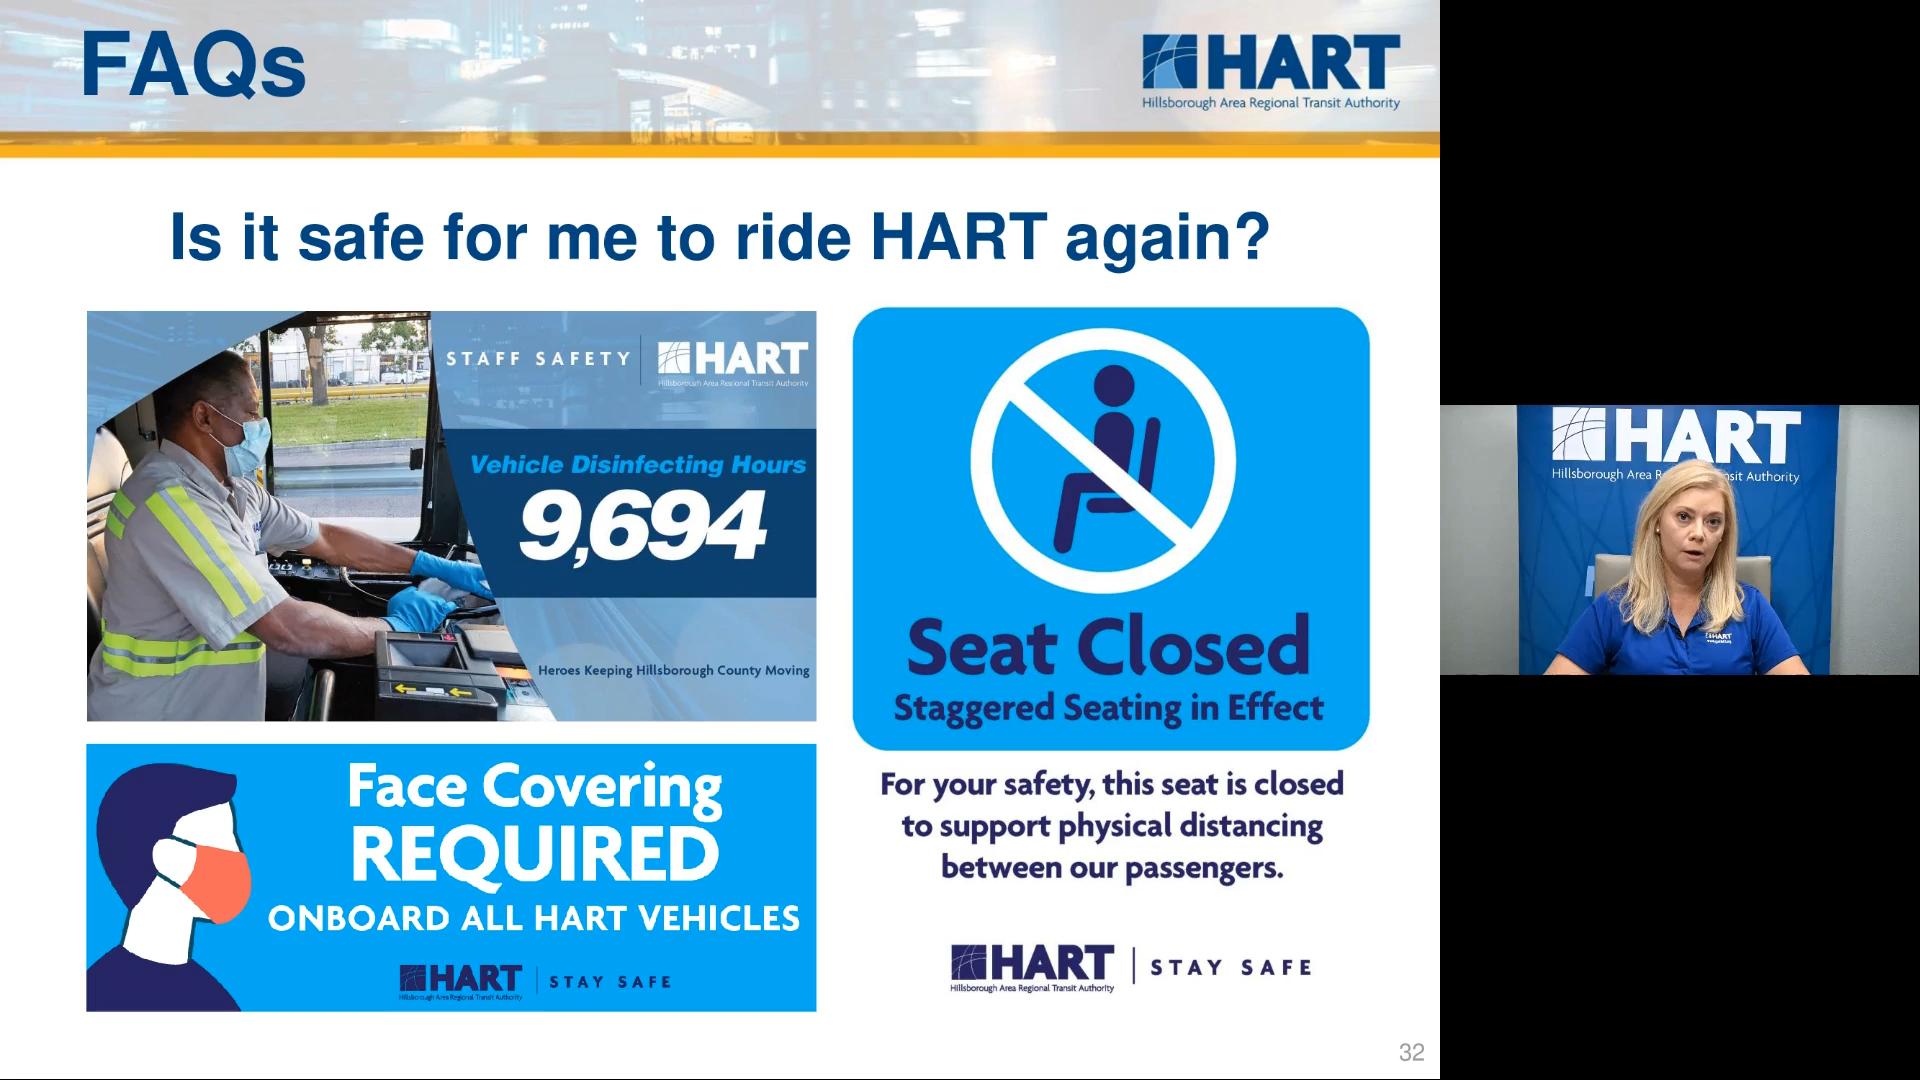 FAQs
HART
Hillsborough Area Regional Transit Authority
Is it safe for me to ride HART again?
STAFF SAFETY
HART
Hillsborough Area Regional Transit Authority
Vehicle Disinfecting Hours
9,694
Heroes Keeping Hillsborough County Moving
Face Covering
REQUIRED
ONBOARD ALL HART VEHICLES
HART
Hillsborough Area Regional Transit Authority
STAY SAFE
Seat Closed
Staggered Seating in Effect
For your safety, this seat is closed
to support physical distancing
between our passengers.
HART
Hillsborough Area Regional Transit Authority
STAY SAFE
32
HART
Hillsborough Area Re nsit Authority
HART